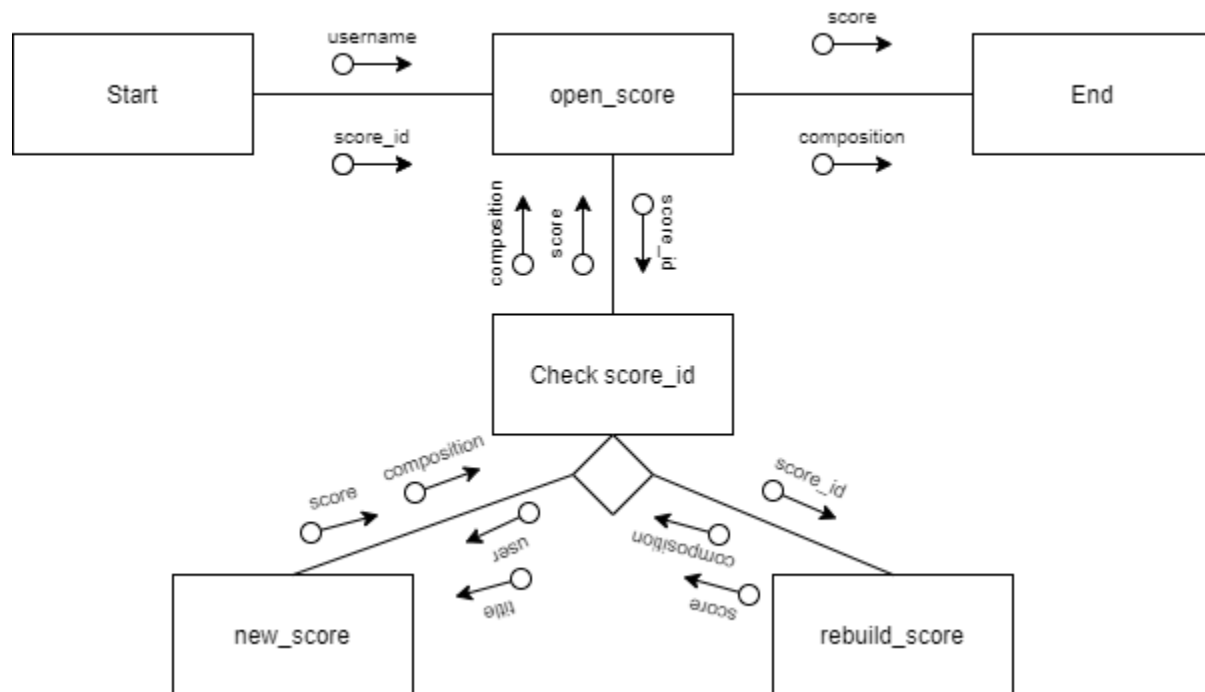 username
score
Start
open_score
End
score_id
composition
composition
score
score_id
Check score_id
composition
score
score_id
user
title
composition
score
new_score
rebuild_score